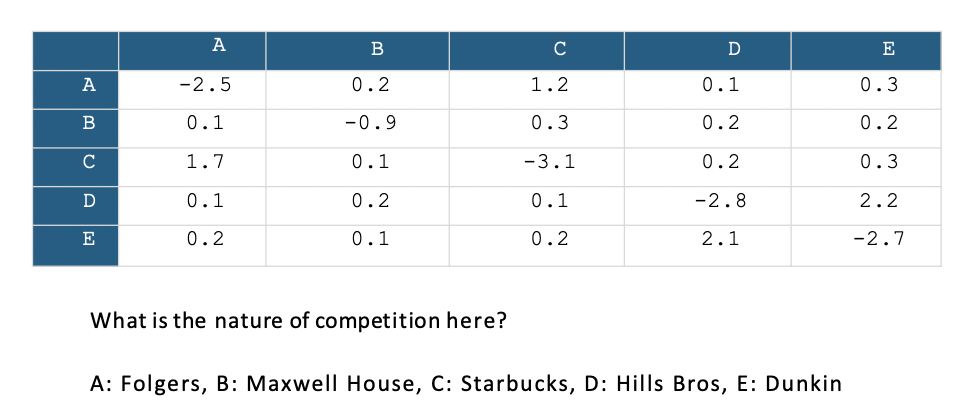 A B C D E
A -2.5 0.2 1.2 0.1 0.3
B 0.1 -0.9 0.3 0.2 0.2
C 1.7 0.1 -3.1 0.2 0.3
D 0.1 0.2 0.1 -2.8 2.2
E 0.2 0.1 0.2 2.1 -2.7
What is the nature of competition here?
A: Folgers, B: Maxwell House, C: Starbucks, D: Hills Bros, E: Dunkin